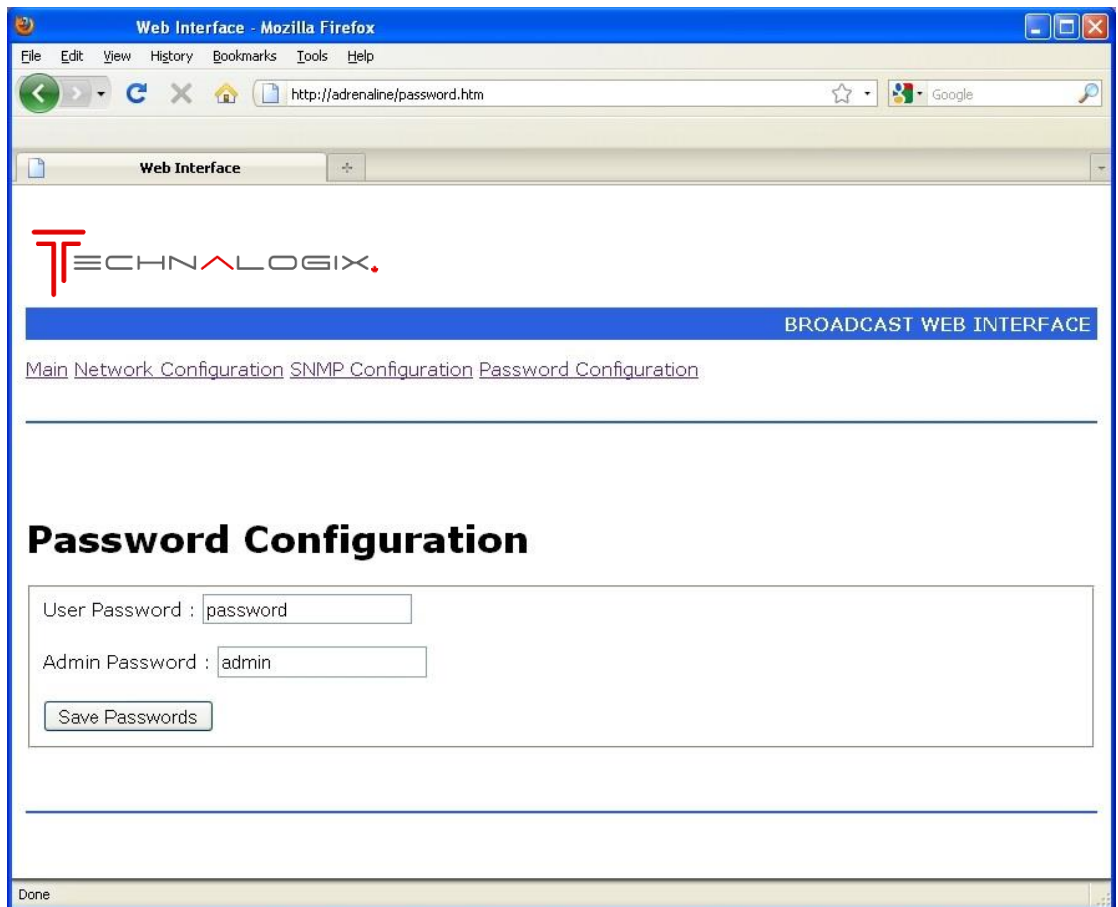 Web Interface - Mozilla Firefox
File Edit View History Bookmarks Tools Help
http://adrenaline/password.htm Google
Web Interface
TECHNALOGIX
BROADCAST WEB INTERFACE
Main Network Configuration SNMP Configuration Password Configuration
Password Configuration
User Password : password
Admin Password : admin
Save Passwords
Done